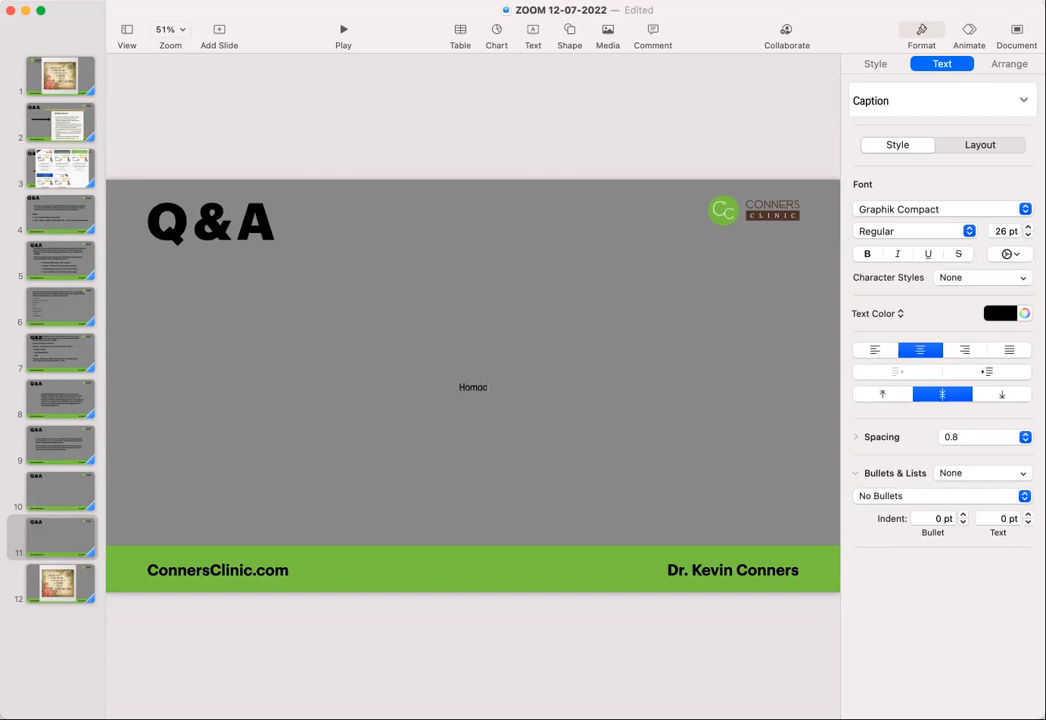 ZOOM 12-07-2022 — Edited
51%
View
Zoom
Add Slide
Play
Table
Chart
Text
Shape
Media
Comment
Collaborate
Format
Animate
Document
Style
Text
Arrange
Caption
Style
Layout
Font
Graphik Compact
Regular
26 pt
B I U S
Character Styles
None
Text Color
Spacing
0.8
Bullets & Lists
None
No Bullets
Indent:
0 pt
0 pt
Bullet
Text
1
2
Q&A
3
4
Q&A
5
Q&A
6
7
Q&A
8
Q&A
9
Q&A
10
Q&A
11
Q&A
12
Q&A
CC
CONNERS
CLINIC
Homoc
ConnersClinic.com
Dr. Kevin Conners